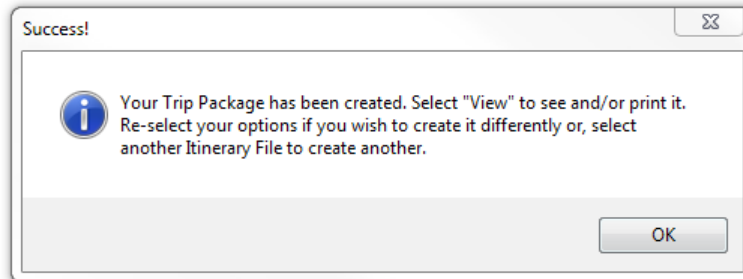 Success!
Your Trip Package has been created. Select "View" to see and/or print it.
Re-select your options if you wish to create it differently or, select
another Itinerary File to create another.
OK